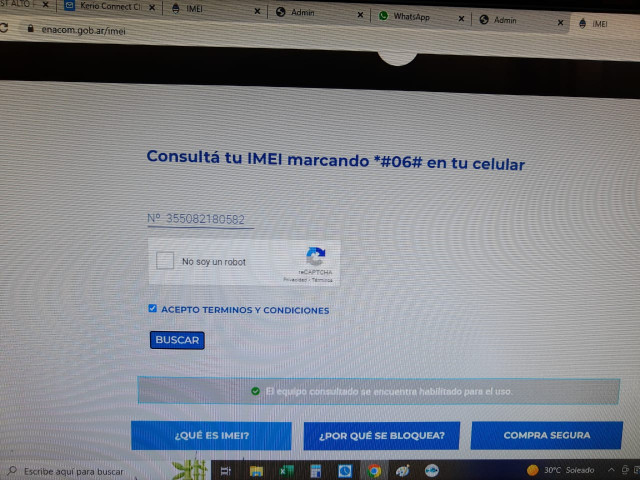 ST ALTO
Kerio Connect Cl
IMEI
Admin
WhatsApp
Admin
IMEI
enacom.gob.ar/imei
Consultá tu IMEI marcando *#06# en tu celular
Nº 355082180582
No soy un robot
reCAPTCHA
Privacidad - Términos
ACEPTO TERMINOS Y CONDICIONES
BUSCAR
El equipo consultado se encuentra habilitado para el uso.
¿QUÉ ES IMEI?
¿POR QUÉ SE BLOQUEA?
COMPRA SEGURA
Escribe aquí para buscar
30°C Soleado